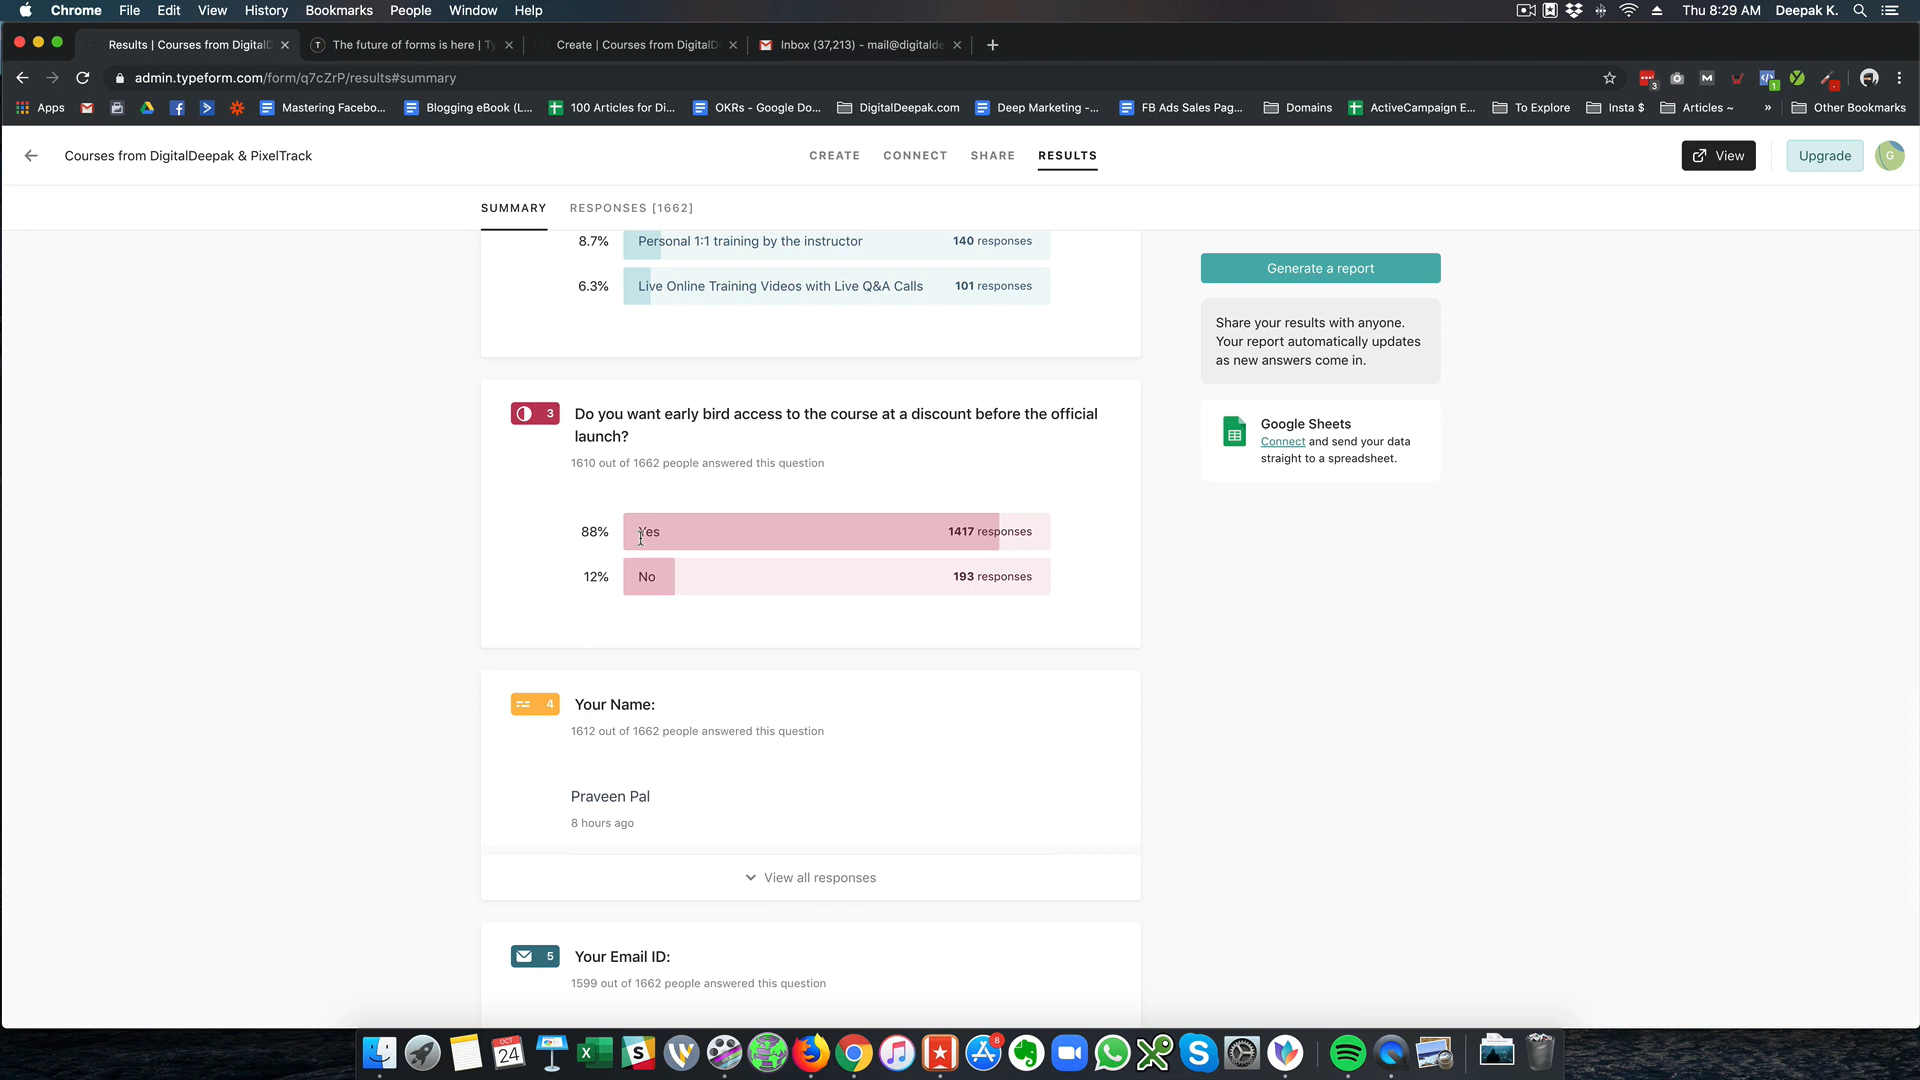 Chrome File Edit View History Bookmarks People Window Help Thu 8:29 AM Deepak K.
Results | Courses from DigitalD The future of forms is here | Ty Create | Courses from DigitalD Inbox (37,213) - mail@digitalde
admin.typeform.com/form/q7cZrP/results#summary
Apps Mastering Facebo... Blogging eBook (L... 100 Articles for Di... OKRs - Google Do... DigitalDeepak.com Deep Marketing -... FB Ads Sales Pag... Domains ActiveCampaign E... To Explore Insta $ Articles ~ » Other Bookmarks
Courses from DigitalDeepak & PixelTrack CREATE CONNECT SHARE RESULTS View Upgrade G
SUMMARY RESPONSES [1662]
8.7% Personal 1:1 training by the instructor 140 responses
6.3% Live Online Training Videos with Live Q&A Calls 101 responses
Generate a report
Share your results with anyone.
Your report automatically updates
as new answers come in.
Google Sheets
Connect and send your data
straight to a spreadsheet.
3 Do you want early bird access to the course at a discount before the official
launch?
1610 out of 1662 people answered this question
88% Yes 1417 responses
12% No 193 responses
4 Your Name:
1612 out of 1662 people answered this question
Praveen Pal
8 hours ago
View all responses
5 Your Email ID:
1599 out of 1662 people answered this question
OCT
24
8